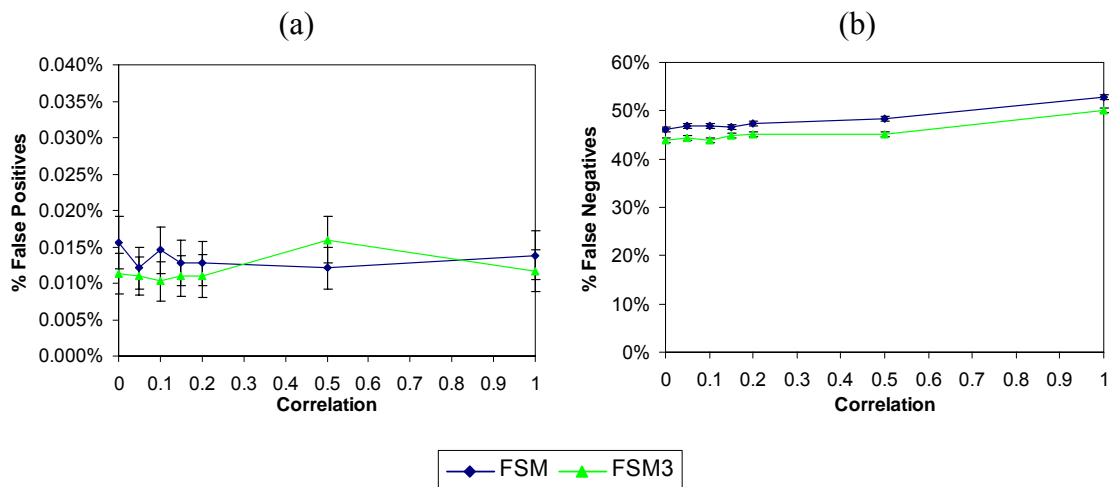 (a)
0.040%
0.035%
0.030%
0.025%
0.020%
0.015%
0.010%
0.005%
0.000%
% False Positives
0 0.1 0.2 0.3 0.4 0.5 0.6 0.7 0.8 0.9 1
Correlation
(b)
60%
50%
40%
30%
20%
10%
0%
% False Negatives
0 0.1 0.2 0.3 0.4 0.5 0.6 0.7 0.8 0.9 1
Correlation
FSM FSM3